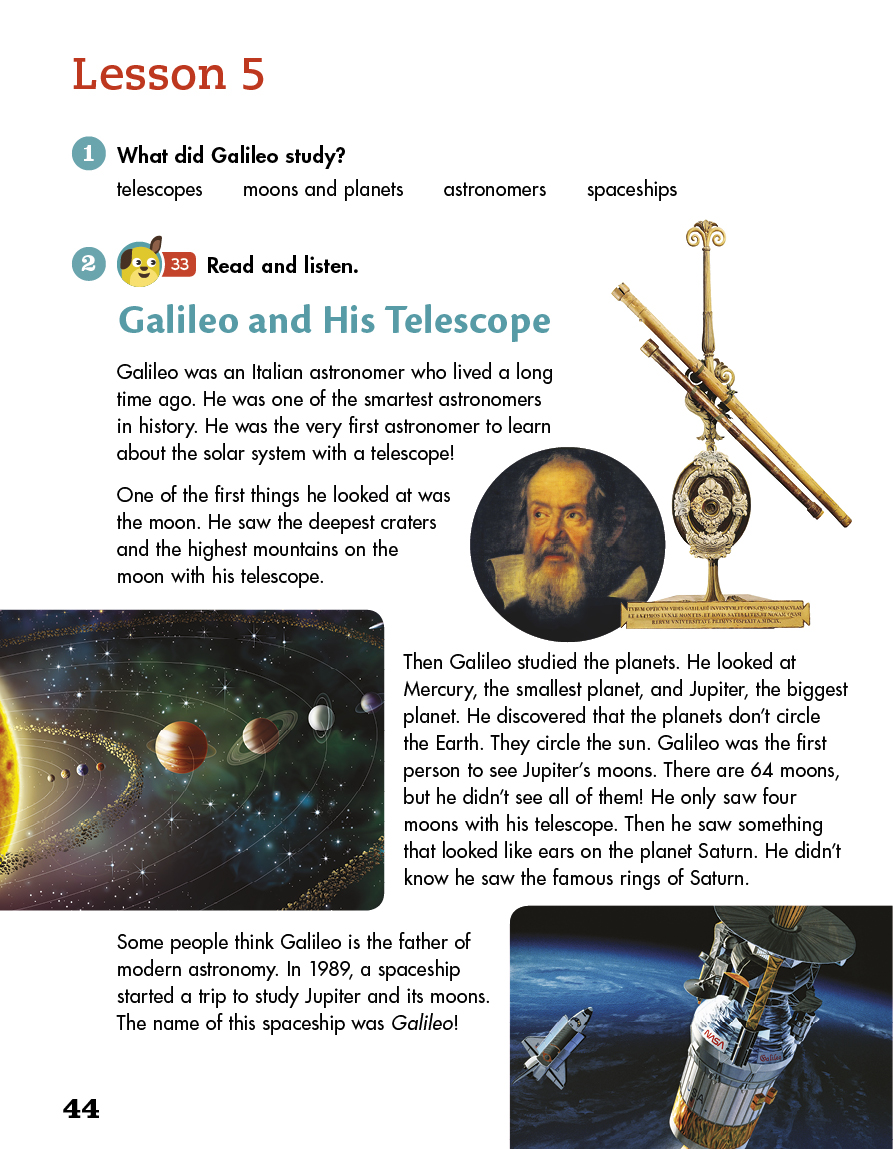 Lesson 5
1 What did Galileo study?
telescopes moons and planets astronomers spaceships
2 33 Read and listen.
Galileo and His Telescope
Galileo was an Italian astronomer who lived a long
time ago. He was one of the smartest astronomers
in history. He was the very first astronomer to learn
about the solar system with a telescope!
One of the first things he looked at was
the moon. He saw the deepest craters
and the highest mountains on the
moon with his telescope.
Then Galileo studied the planets. He looked at
Mercury, the smallest planet, and Jupiter, the biggest
planet. He discovered that the planets don’t circle
the Earth. They circle the sun. Galileo was the first
person to see Jupiter’s moons. There are 64 moons,
but he didn’t see all of them! He only saw four
moons with his telescope. Then he saw something
that looked like ears on the planet Saturn. He didn’t
know he saw the famous rings of Saturn.
Some people think Galileo is the father of
modern astronomy. In 1989, a spaceship
started a trip to study Jupiter and its moons.
The name of this spaceship was Galileo!
NASA
Galileo
44